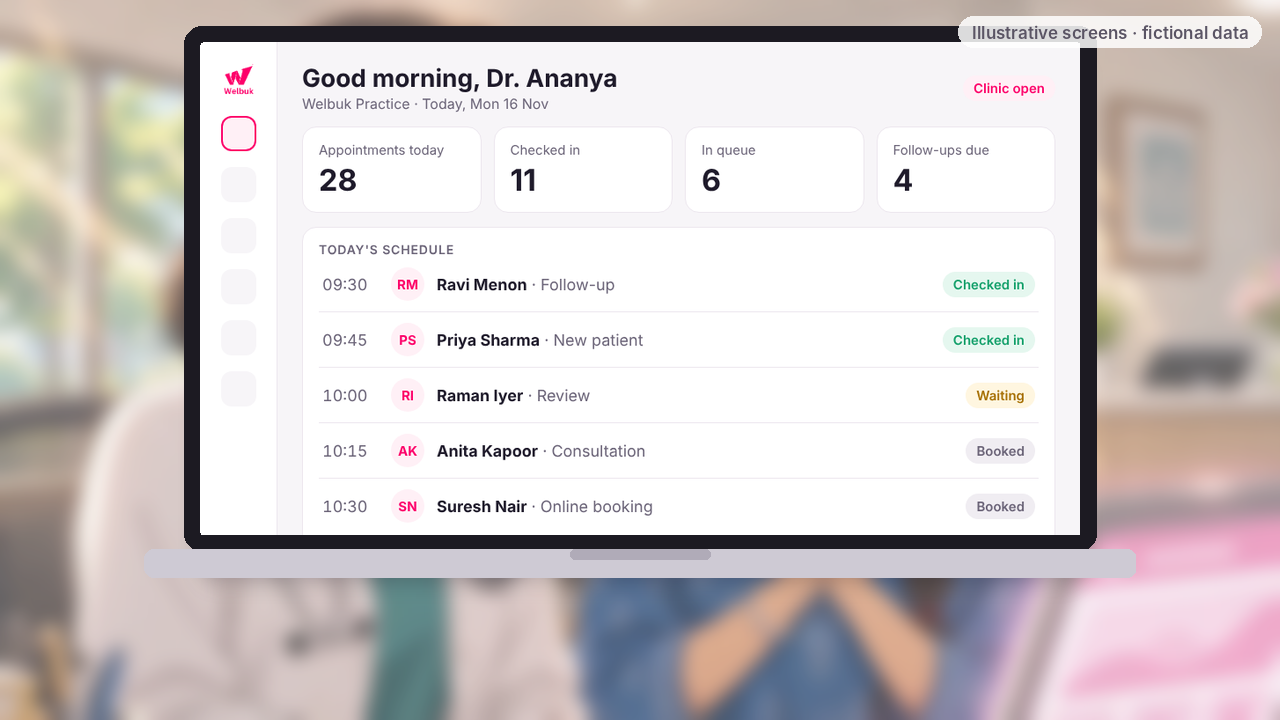 Illustrative screens · fictional data
Welbuk
Good morning, Dr. Ananya
Welbuk Practice · Today, Mon 16 Nov
Clinic open
Appointments today
28
Checked in
11
In queue
6
Follow-ups due
4
TODAY'S SCHEDULE
09:30 RM Ravi Menon · Follow-up Checked in
09:45 PS Priya Sharma · New patient Checked in
10:00 RI Raman Iyer · Review Waiting
10:15 AK Anita Kapoor · Consultation Booked
10:30 SN Suresh Nair · Online booking Booked